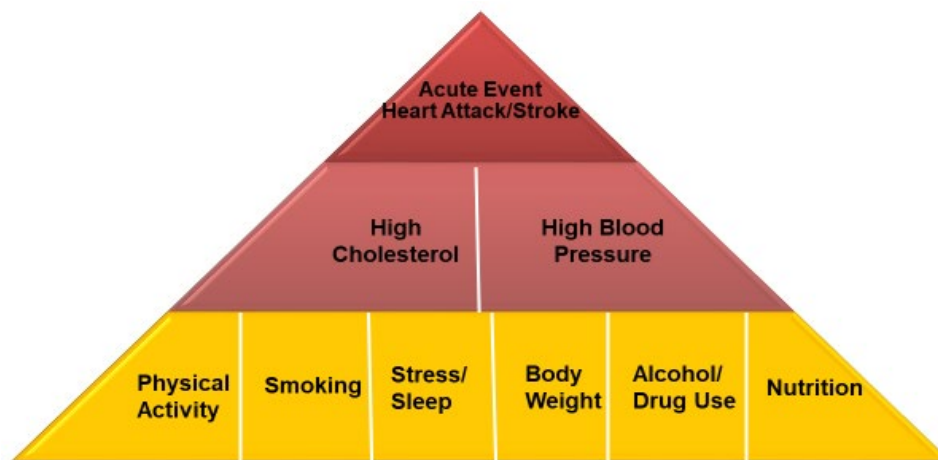 Acute Event
Heart Attack/Stroke
High
Cholesterol
High Blood
Pressure
Physical
Activity
Smoking
Stress/
Sleep
Body
Weight
Alcohol/
Drug Use
Nutrition